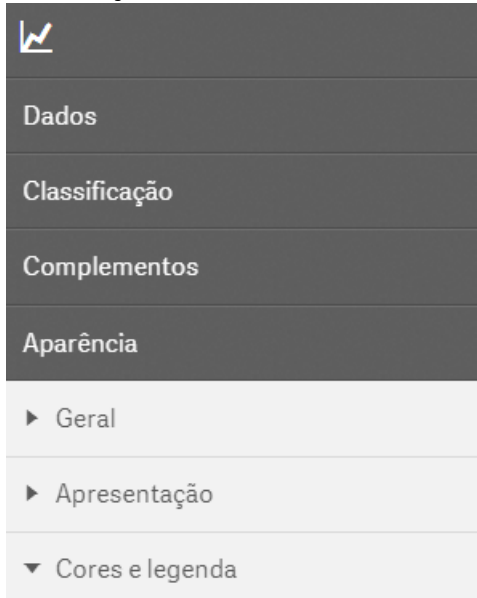 Dados
Classificação
Complementos
Aparência
Geral
Apresentação
Cores e legenda